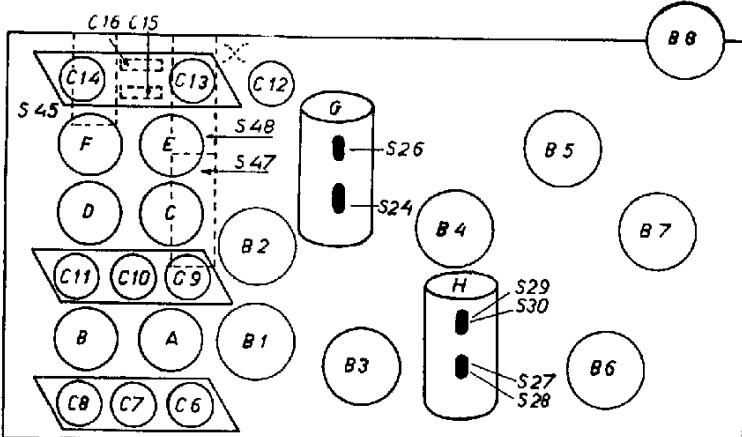 C16 C15
B8
C14 C13 C12
S45
G
F E S48
S26 B5
S47
S24
D C B4 B7
B2
C11 C10 C9
H S29
S30
B A B1
B3 B6
S27
S28
C8 C7 C6